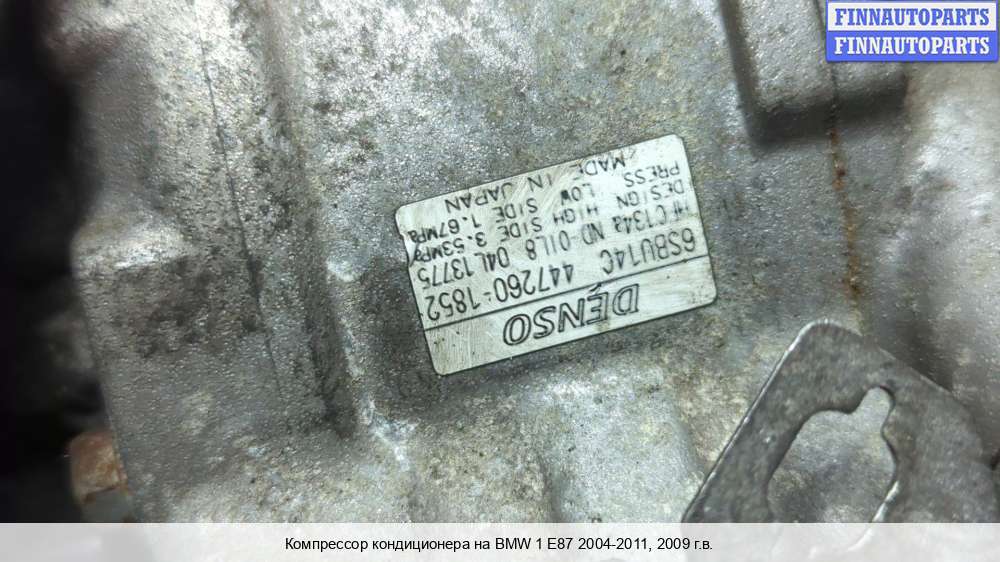 FINNAUTOPARTS
FINNAUTOPARTS
DENSO
6SBU14C 447260-1852
HFC134a ND-OIL8 04L13775
DESIGN HIGH SIDE 3.53MPa
PRESS. LOW SIDE 1.67MPa
MADE IN JAPAN
Компрессор кондиционера на BMW 1 E87 2004-2011, 2009 г.в.